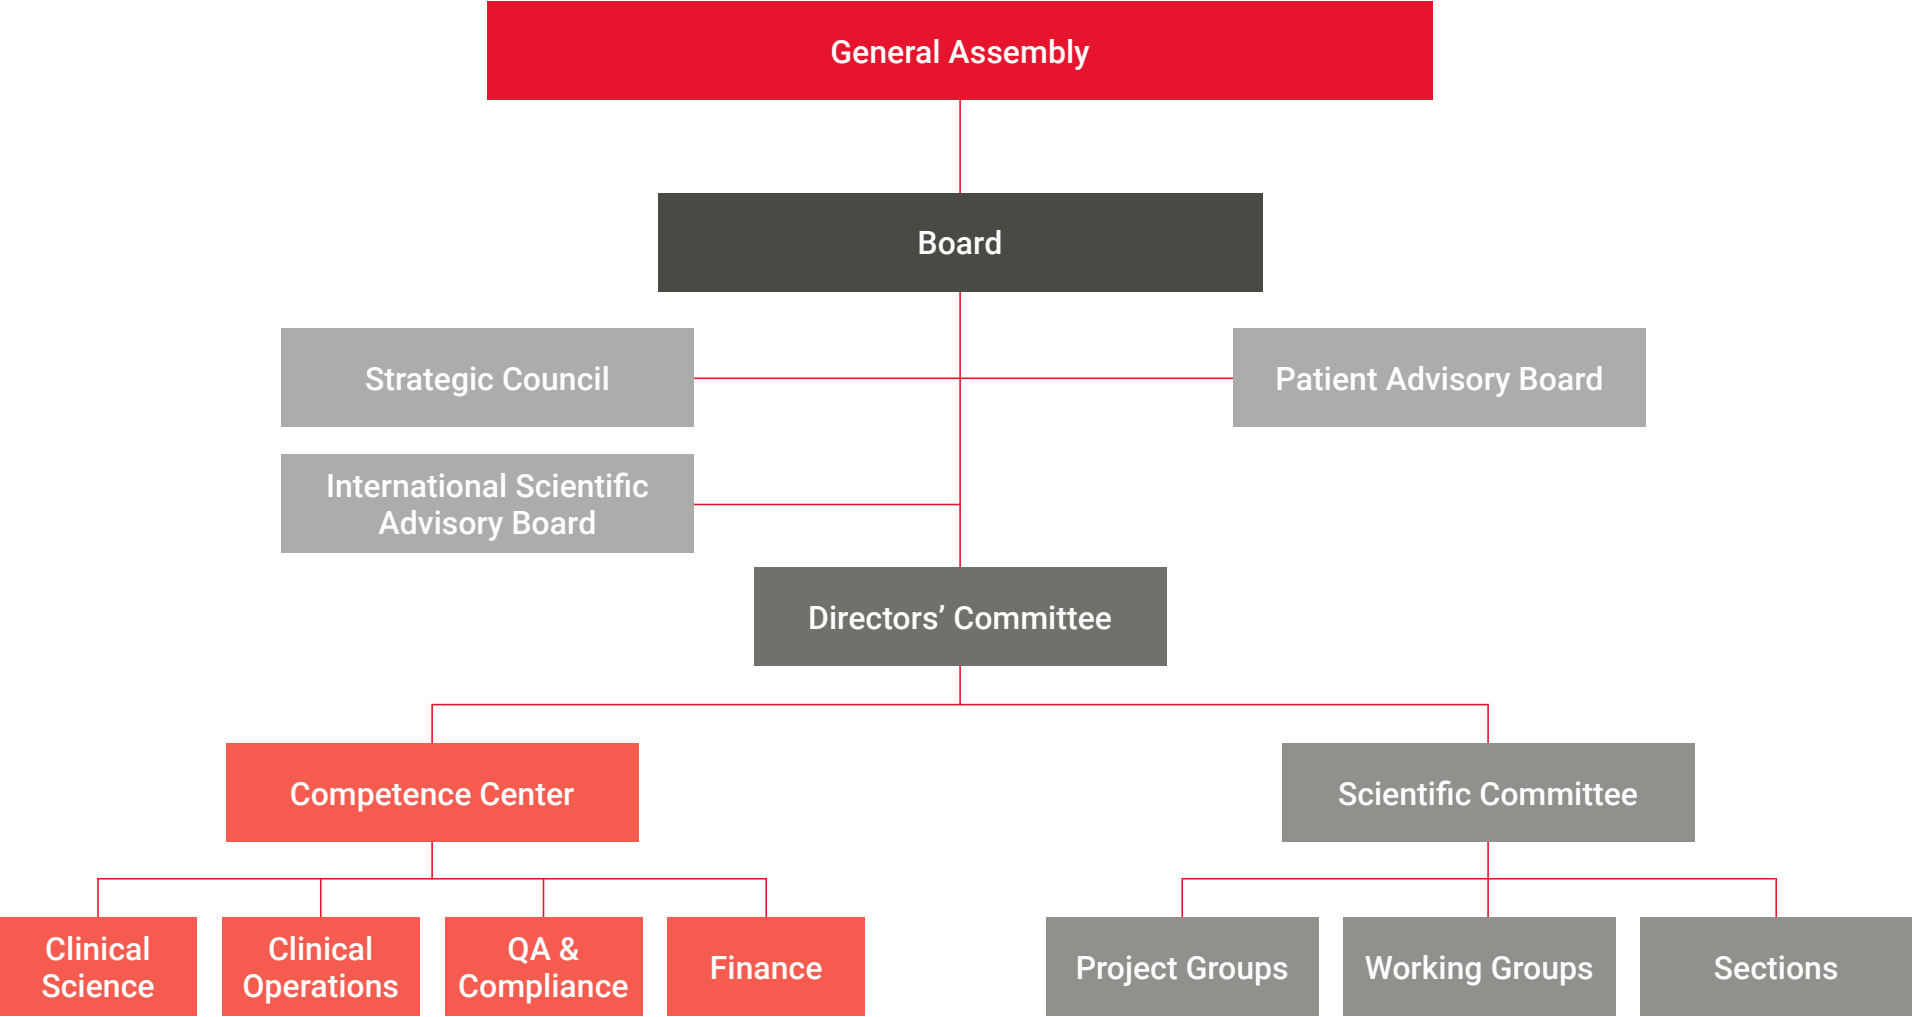 General Assembly
Board
Strategic Council
Patient Advisory Board
International Scientific
Advisory Board
Directors’ Committee
Competence Center
Scientific Committee
Clinical
Science
Clinical
Operations
QA &
Compliance
Finance
Project Groups
Working Groups
Sections